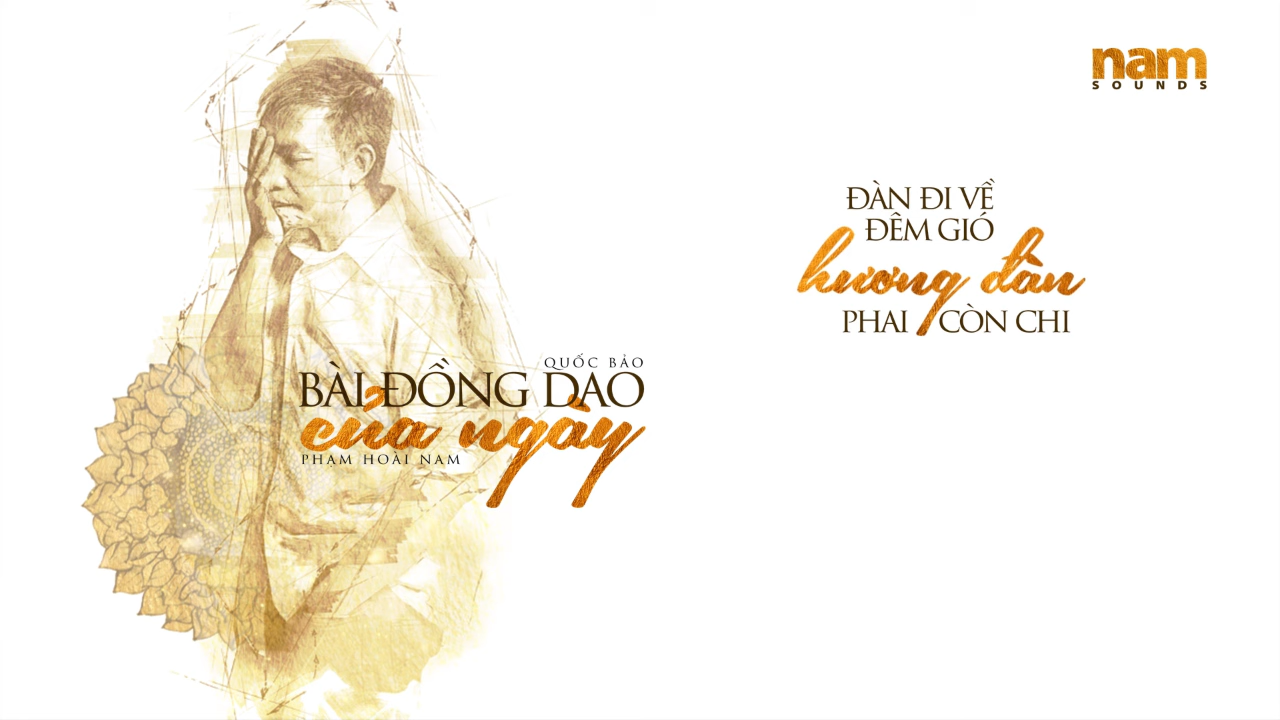 nam
SOUNDS
ĐÀN ĐI VỀ
ĐÊM GIÓ
hương đàn
PHAI CÒN CHI
QUỐC BẢO
BÀI ĐỒNG DAO
của ngày
PHẠM HOÀI NAM